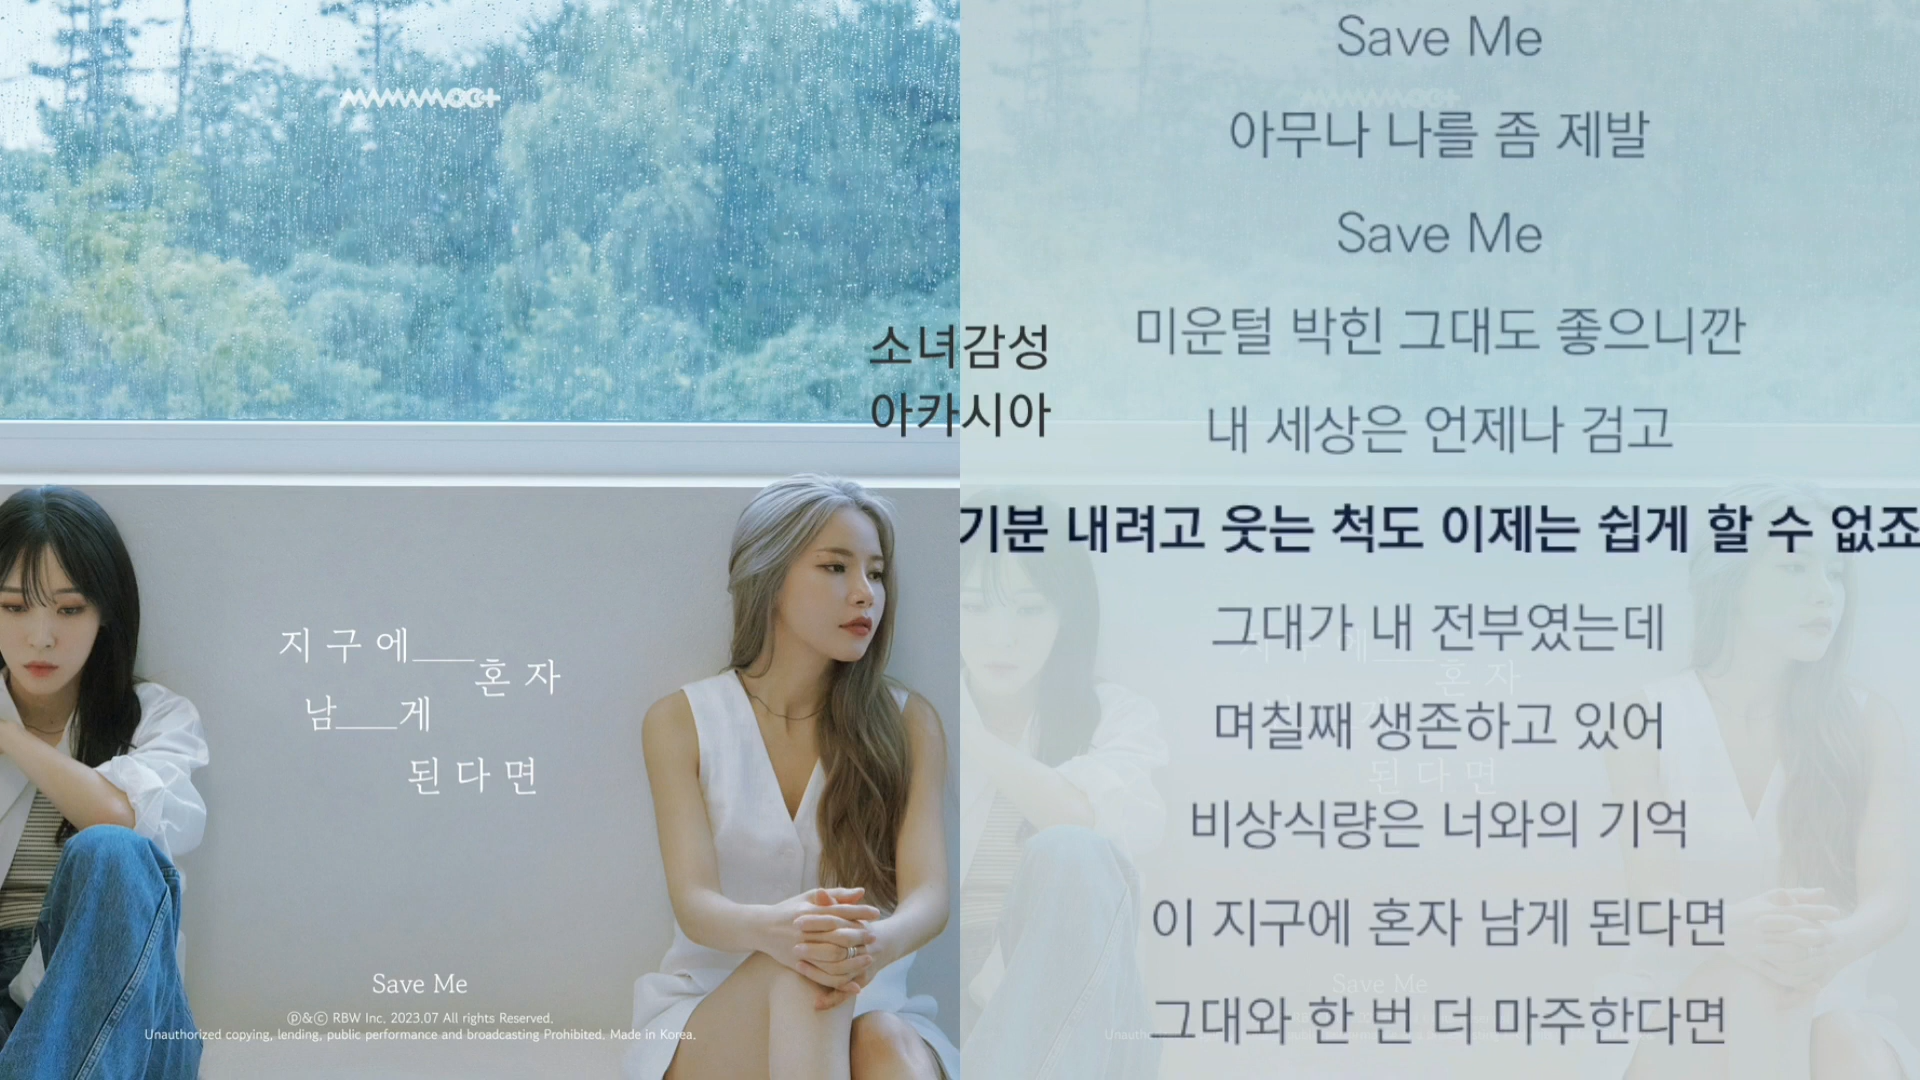 MAMAMOO+
소녀감성
아카시아
지구에___혼자
남___게
된다면
Save Me
ⓟ&ⓒ RBW Inc. 2023.07 All rights Reserved.
Unauthorized copying, lending, public performance and broadcasting Prohibited. Made in Korea.
Save Me
아무나 나를 좀 제발
Save Me
미운털 박힌 그대도 좋으니깐
내 세상은 언제나 검고
기분 내려고 웃는 척도 이제는 쉽게 할 수 없죠
그대가 내 전부였는데
며칠째 생존하고 있어
비상식량은 너와의 기억
이 지구에 혼자 남게 된다면
그대와 한 번 더 마주한다면